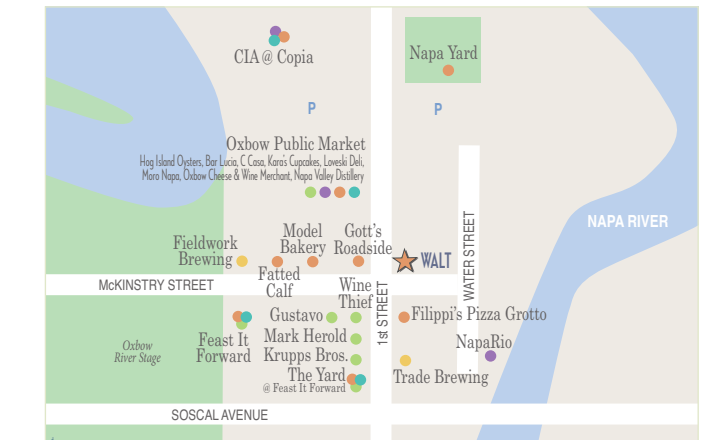 CIA @ Copia
Napa Yard
P
P
Oxbow Public Market
Hog Island Oysters, Bar Lucia, C Casa, Kara's Cupcakes, Loveski Deli,
Moro Napa, Oxbow Cheese & Wine Merchant, Napa Valley Distillery
NAPA RIVER
Fieldwork
Brewing
Model
Bakery
Gott's
Roadside
WALT
WATER STREET
Fatted
Calf
McKINSTRY STREET
Wine
Thief
1st STREET
Gustavo
Filippi's Pizza Grotto
Oxbow
River Stage
Feast It
Forward
Mark Herold
Krupps Bros.
NapaRio
The Yard
@ Feast It Forward
Trade Brewing
SOSCAL AVENUE